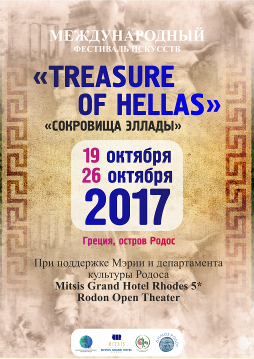 МЕЖДУНАРОДНЫЙ
ФЕСТИВАЛЬ ИСКУССТВ
«TREASURE
OF HELLAS»
«СОКРОВИЩА ЭЛЛАДЫ»
19 октября
26 октября
2017
Греция, остров Родос
При поддержке Мэрии и департамента
культуры Родоса
Mitsis Grand Hotel Rhodes 5*
Rodon Open Theater
MITSIS